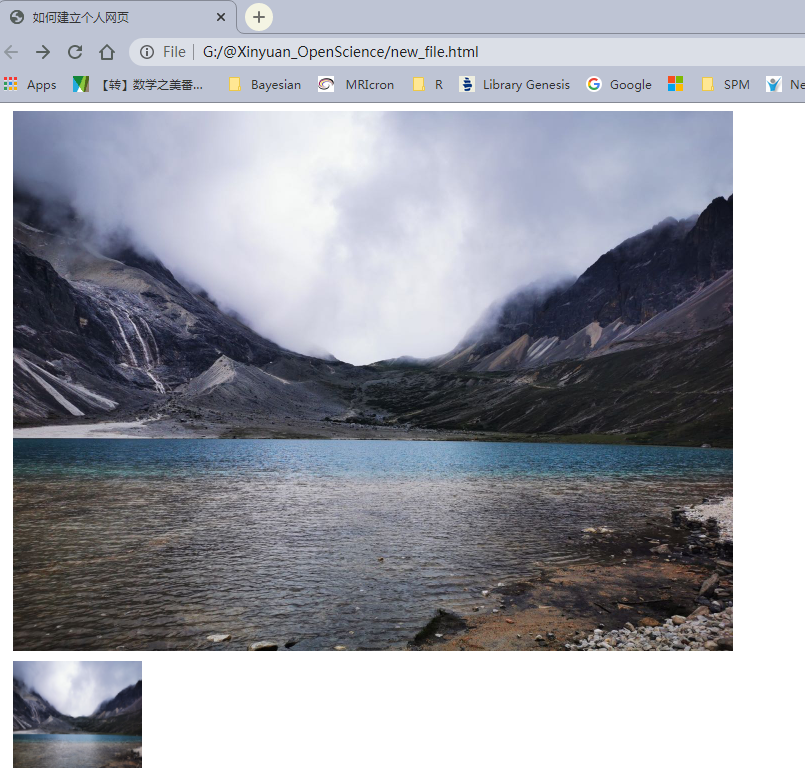 如何建立个人网页
File | G:/@Xinyuan_OpenScience/new_file.html
Apps 【转】数学之美番... Bayesian MRIcron R Library Genesis Google SPM Ne